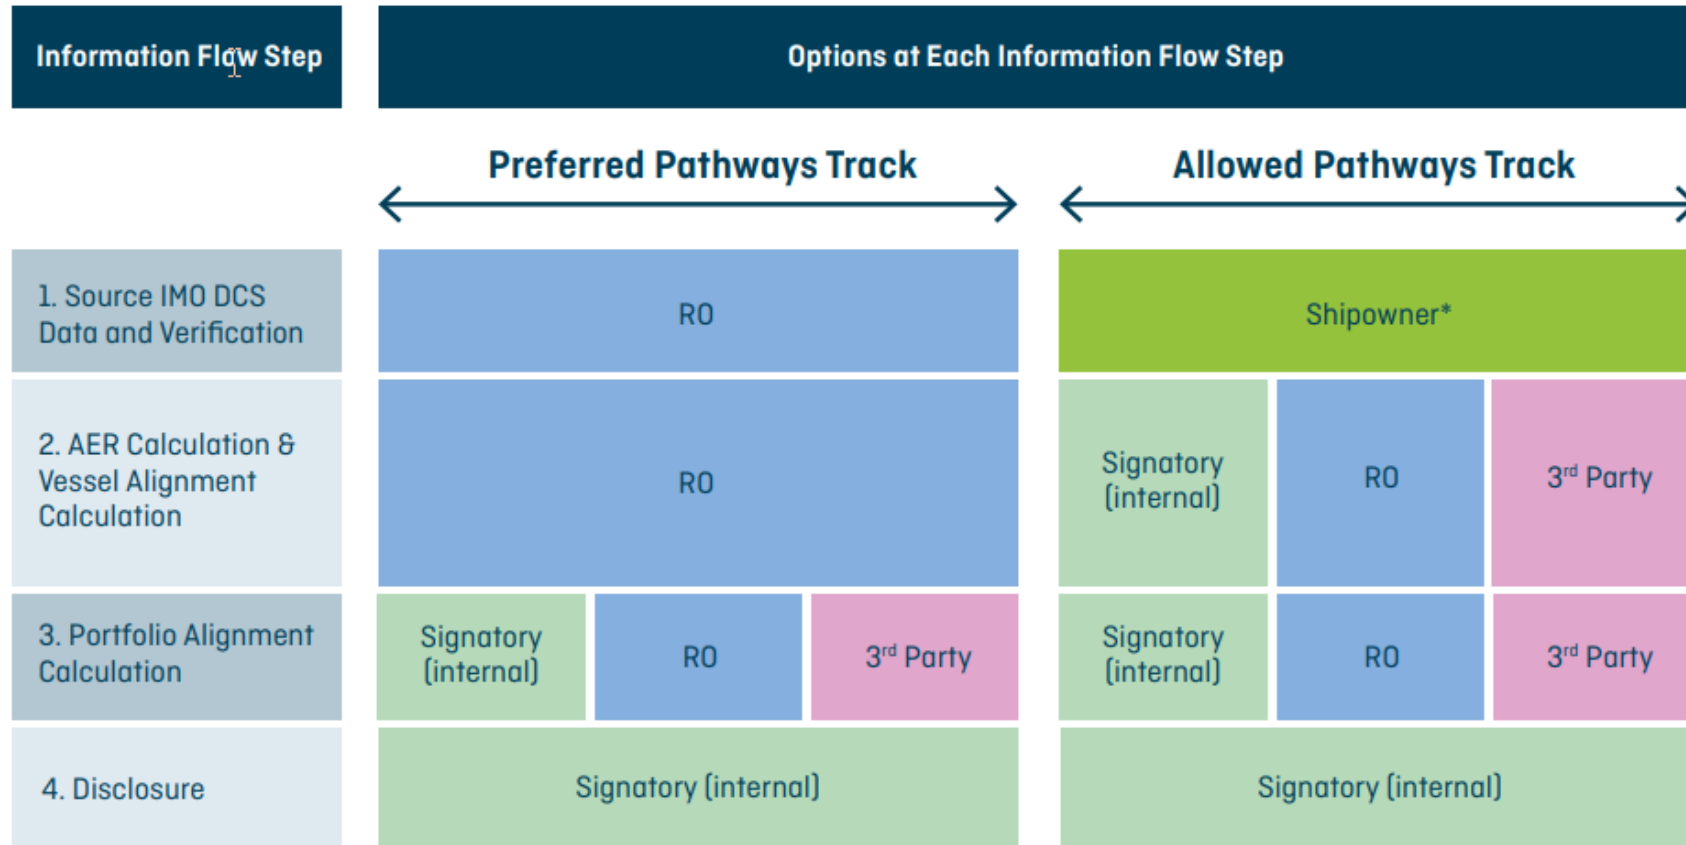 Information Flow Step
Options at Each Information Flow Step
Preferred Pathways Track
Allowed Pathways Track
1. Source IMO DCS
Data and Verification
RO
Shipowner*
2. AER Calculation &
Vessel Alignment
Calculation
RO
Signatory
(internal)
RO
3rd Party
3. Portfolio Alignment
Calculation
Signatory
(internal)
RO
3rd Party
Signatory
(internal)
RO
3rd Party
4. Disclosure
Signatory (internal)
Signatory (internal)